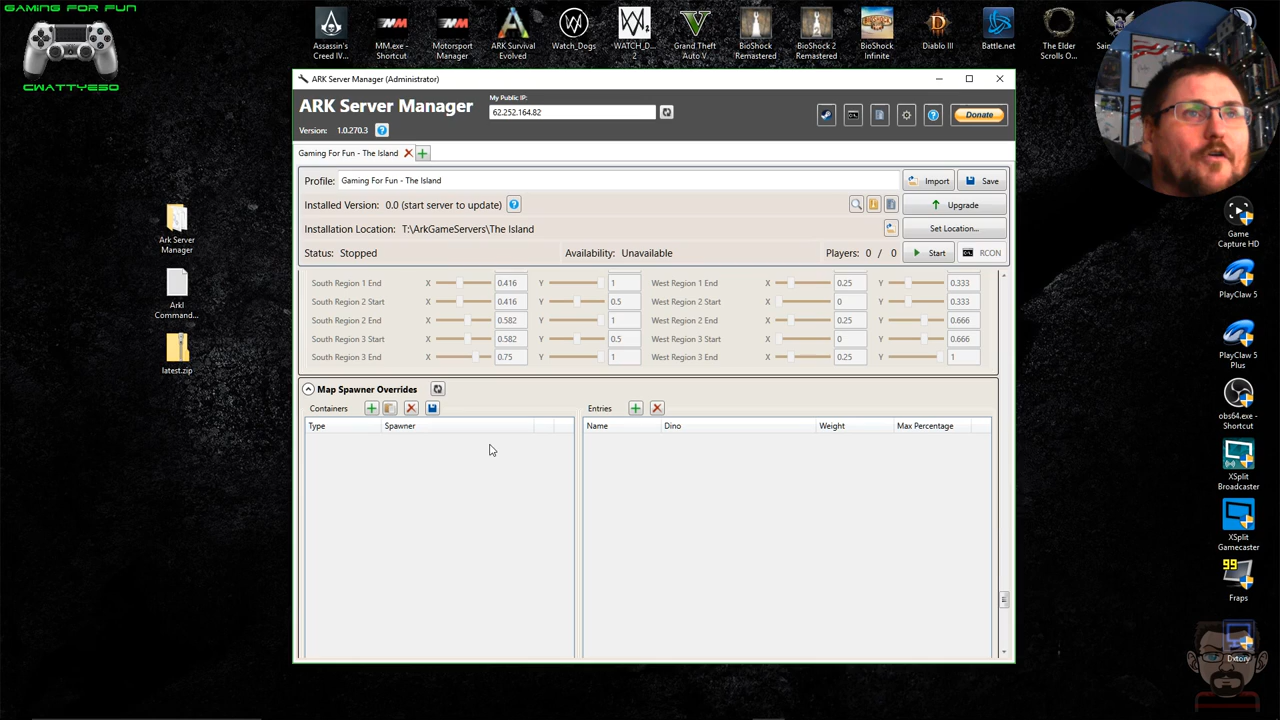 GAMING FOR FUN
CWATTYE50
Assassin's
Creed IV...
MM.exe -
Shortcut
Motorsport
Manager
ARK Survival
Evolved
Watch_Dogs
WATCH_D...
2
Grand Theft
Auto V
BioShock
Remastered
BioShock 2
Remastered
BioShock
Infinite
Diablo III
Battle.net
The Elder
Scrolls O...
Ark Server
Manager
Command...
latest.zip
ARK Server Manager (Administrator)
ARK Server Manager
My Public IP:
62.252.164.82
Donate
Version: 1.0.270.3
Gaming For Fun - The Island
Profile: Gaming For Fun - The Island
Import
Save
Installed Version: 0.0 (start server to update)
Upgrade
Installation Location: T:\ArkGameServers\The Island
Set Location...
Status: Stopped
Availability: Unavailable
Players: 0 / 0
Start
RCON
South Region 1 End X 0.416 Y 1 West Region 1 End X 0.25 Y 0.333
South Region 2 Start X 0.416 Y 0.5 West Region 2 Start X 0 Y 0.333
South Region 2 End X 0.582 Y 1 West Region 2 End X 0.25 Y 0.666
South Region 3 Start X 0.582 Y 0.5 West Region 3 Start X 0 Y 0.666
South Region 3 End X 0.75 Y 1 West Region 3 End X 0.25 Y 1
Map Spawner Overrides
Containers
Entries
Type Spawner
Name Dino Weight Max Percentage
Game
Capture HD
PlayClaw 5
PlayClaw 5
Plus
obs64.exe -
Shortcut
XSplit
Broadcaster
XSplit
Gamecaster
99
Fraps
Dxtory